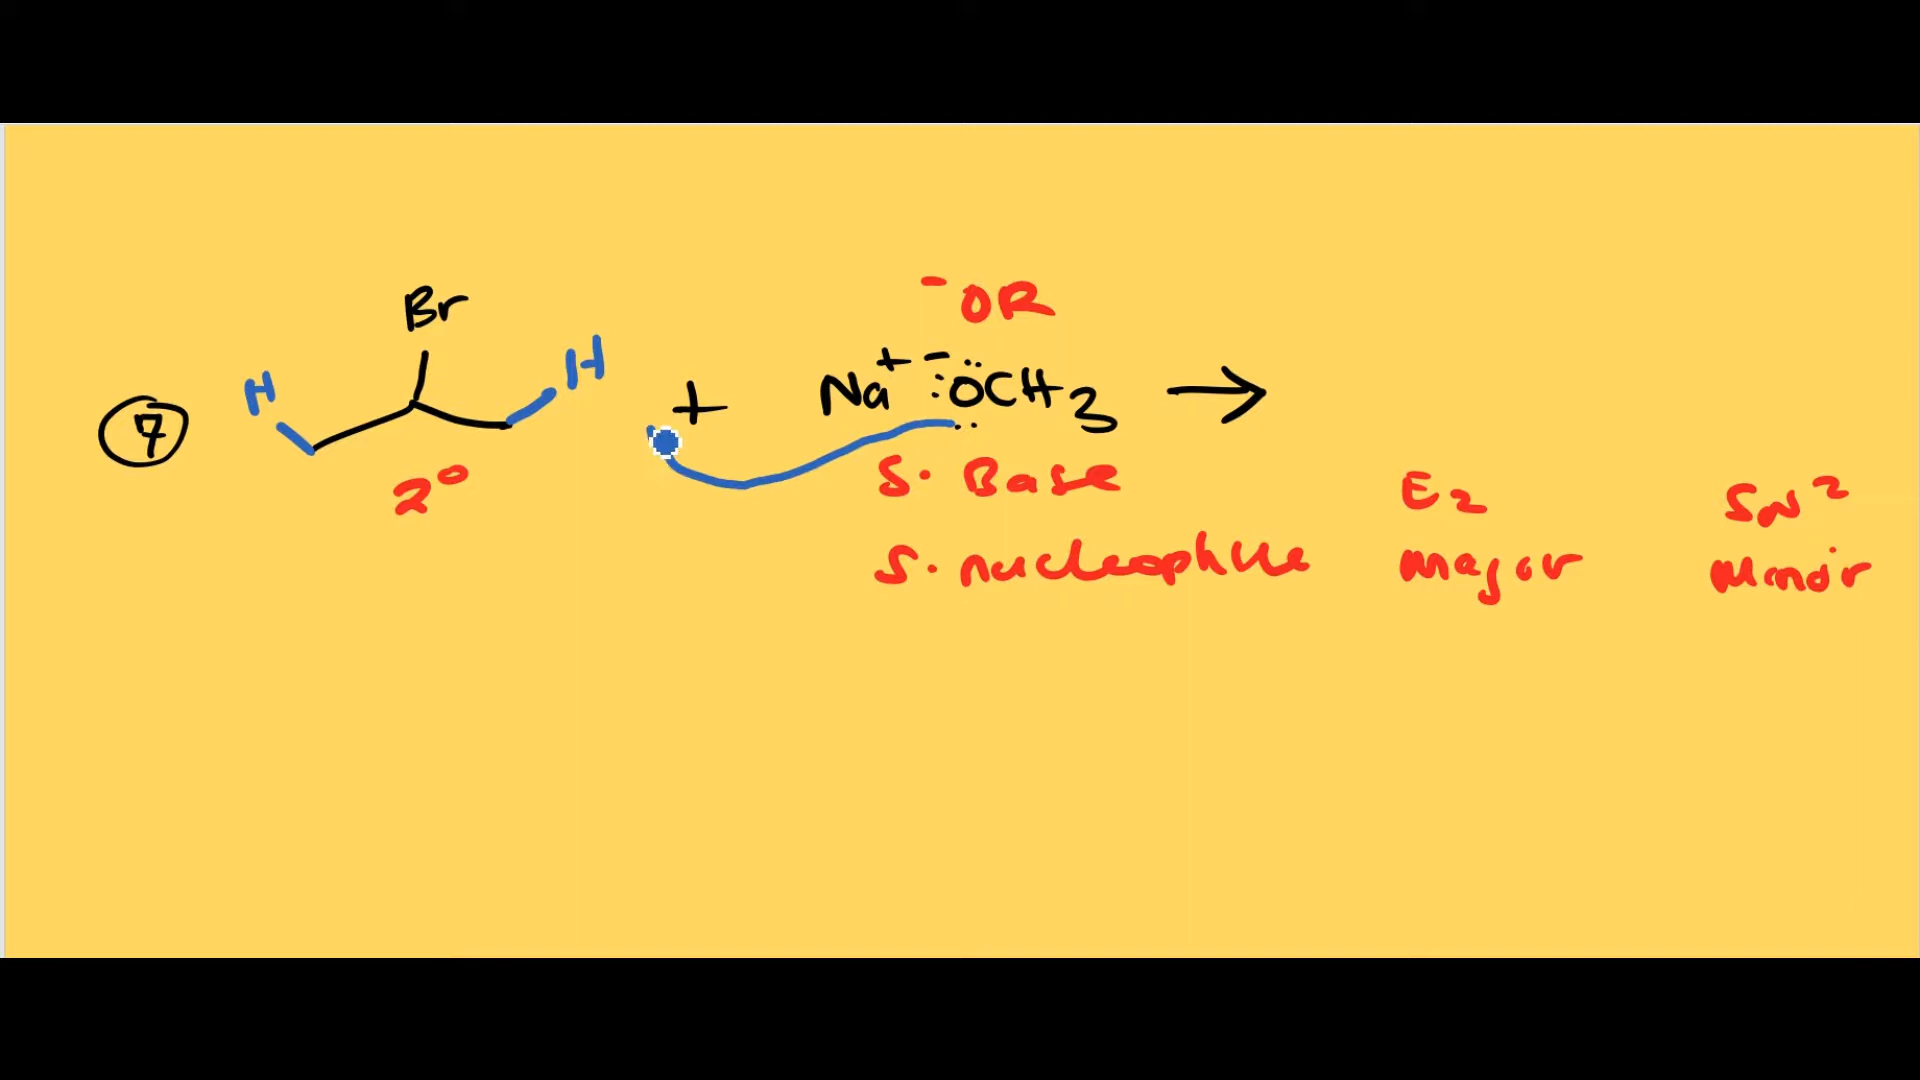 ⁻OR
Br
H H
⑦ + Na⁺ ⁻:ÖCH₃ →
2° S. Base E2 SN2
S. nucleophile major minor